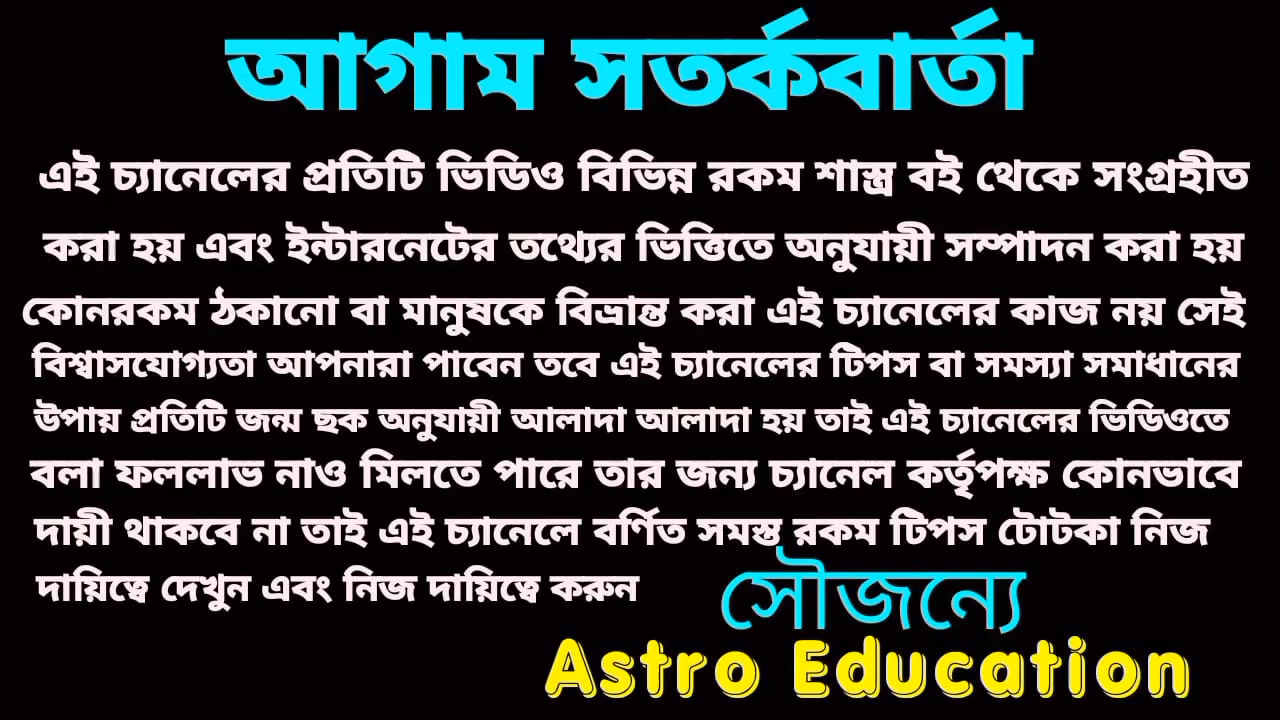 আগাম সতর্কবার্তা
এই চ্যানেলের প্রতিটি ভিডিও বিভিন্ন রকম শাস্ত্র বই থেকে সংগ্রহীত
করা হয় এবং ইন্টারনেটের তথ্যের ভিত্তিতে অনুযায়ী সম্পাদন করা হয়
কোনরকম ঠকানো বা মানুষকে বিভ্রান্ত করা এই চ্যানেলের কাজ নয় সেই
বিশ্বাসযোগ্যতা আপনারা পাবেন তবে এই চ্যানেলের টিপস বা সমস্যা সমাধানের
উপায় প্রতিটি জন্ম ছক অনুযায়ী আলাদা আলাদা হয় তাই এই চ্যানেলের ভিডিওতে
বলা ফললাভ নাও মিলতে পারে তার জন্য চ্যানেল কর্তৃপক্ষ কোনভাবে
দায়ী থাকবে না তাই এই চ্যানেলে বর্ণিত সমস্ত রকম টিপস টোটকা নিজ
দায়িত্বে দেখুন এবং নিজ দায়িত্বে করুন
সৌজন্যে
Astro Education